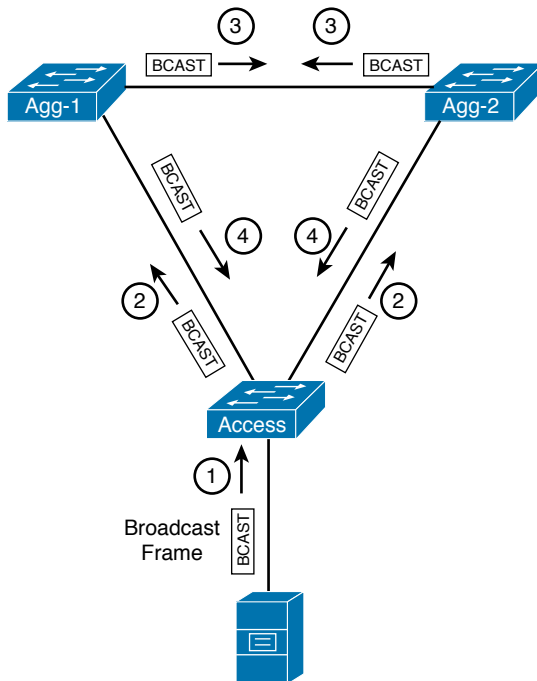 3 3
BCAST BCAST
Agg-1 Agg-2
BCAST BCAST
4 4
2 2
BCAST BCAST
Access
1
Broadcast
Frame
BCAST